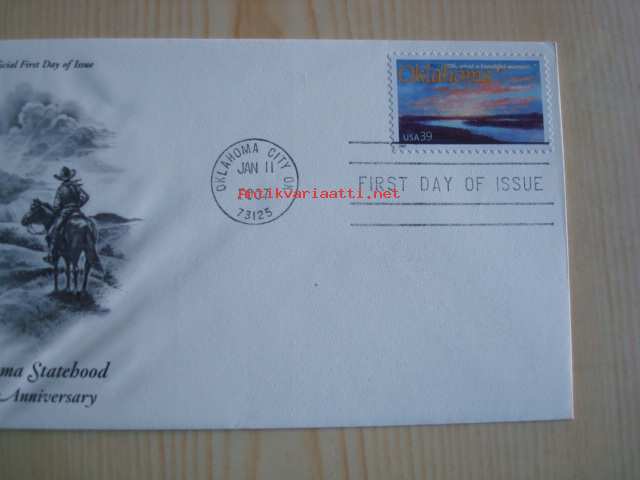 cial First Day of Issue
Oh, what a beautiful mornin'
Oklahoma
USA 39
OKLAHOMA CITY OK
JAN 11
2007
73125
FIRST DAY OF ISSUE
Antikvariaatti.net
ma Statehood
Anniversary